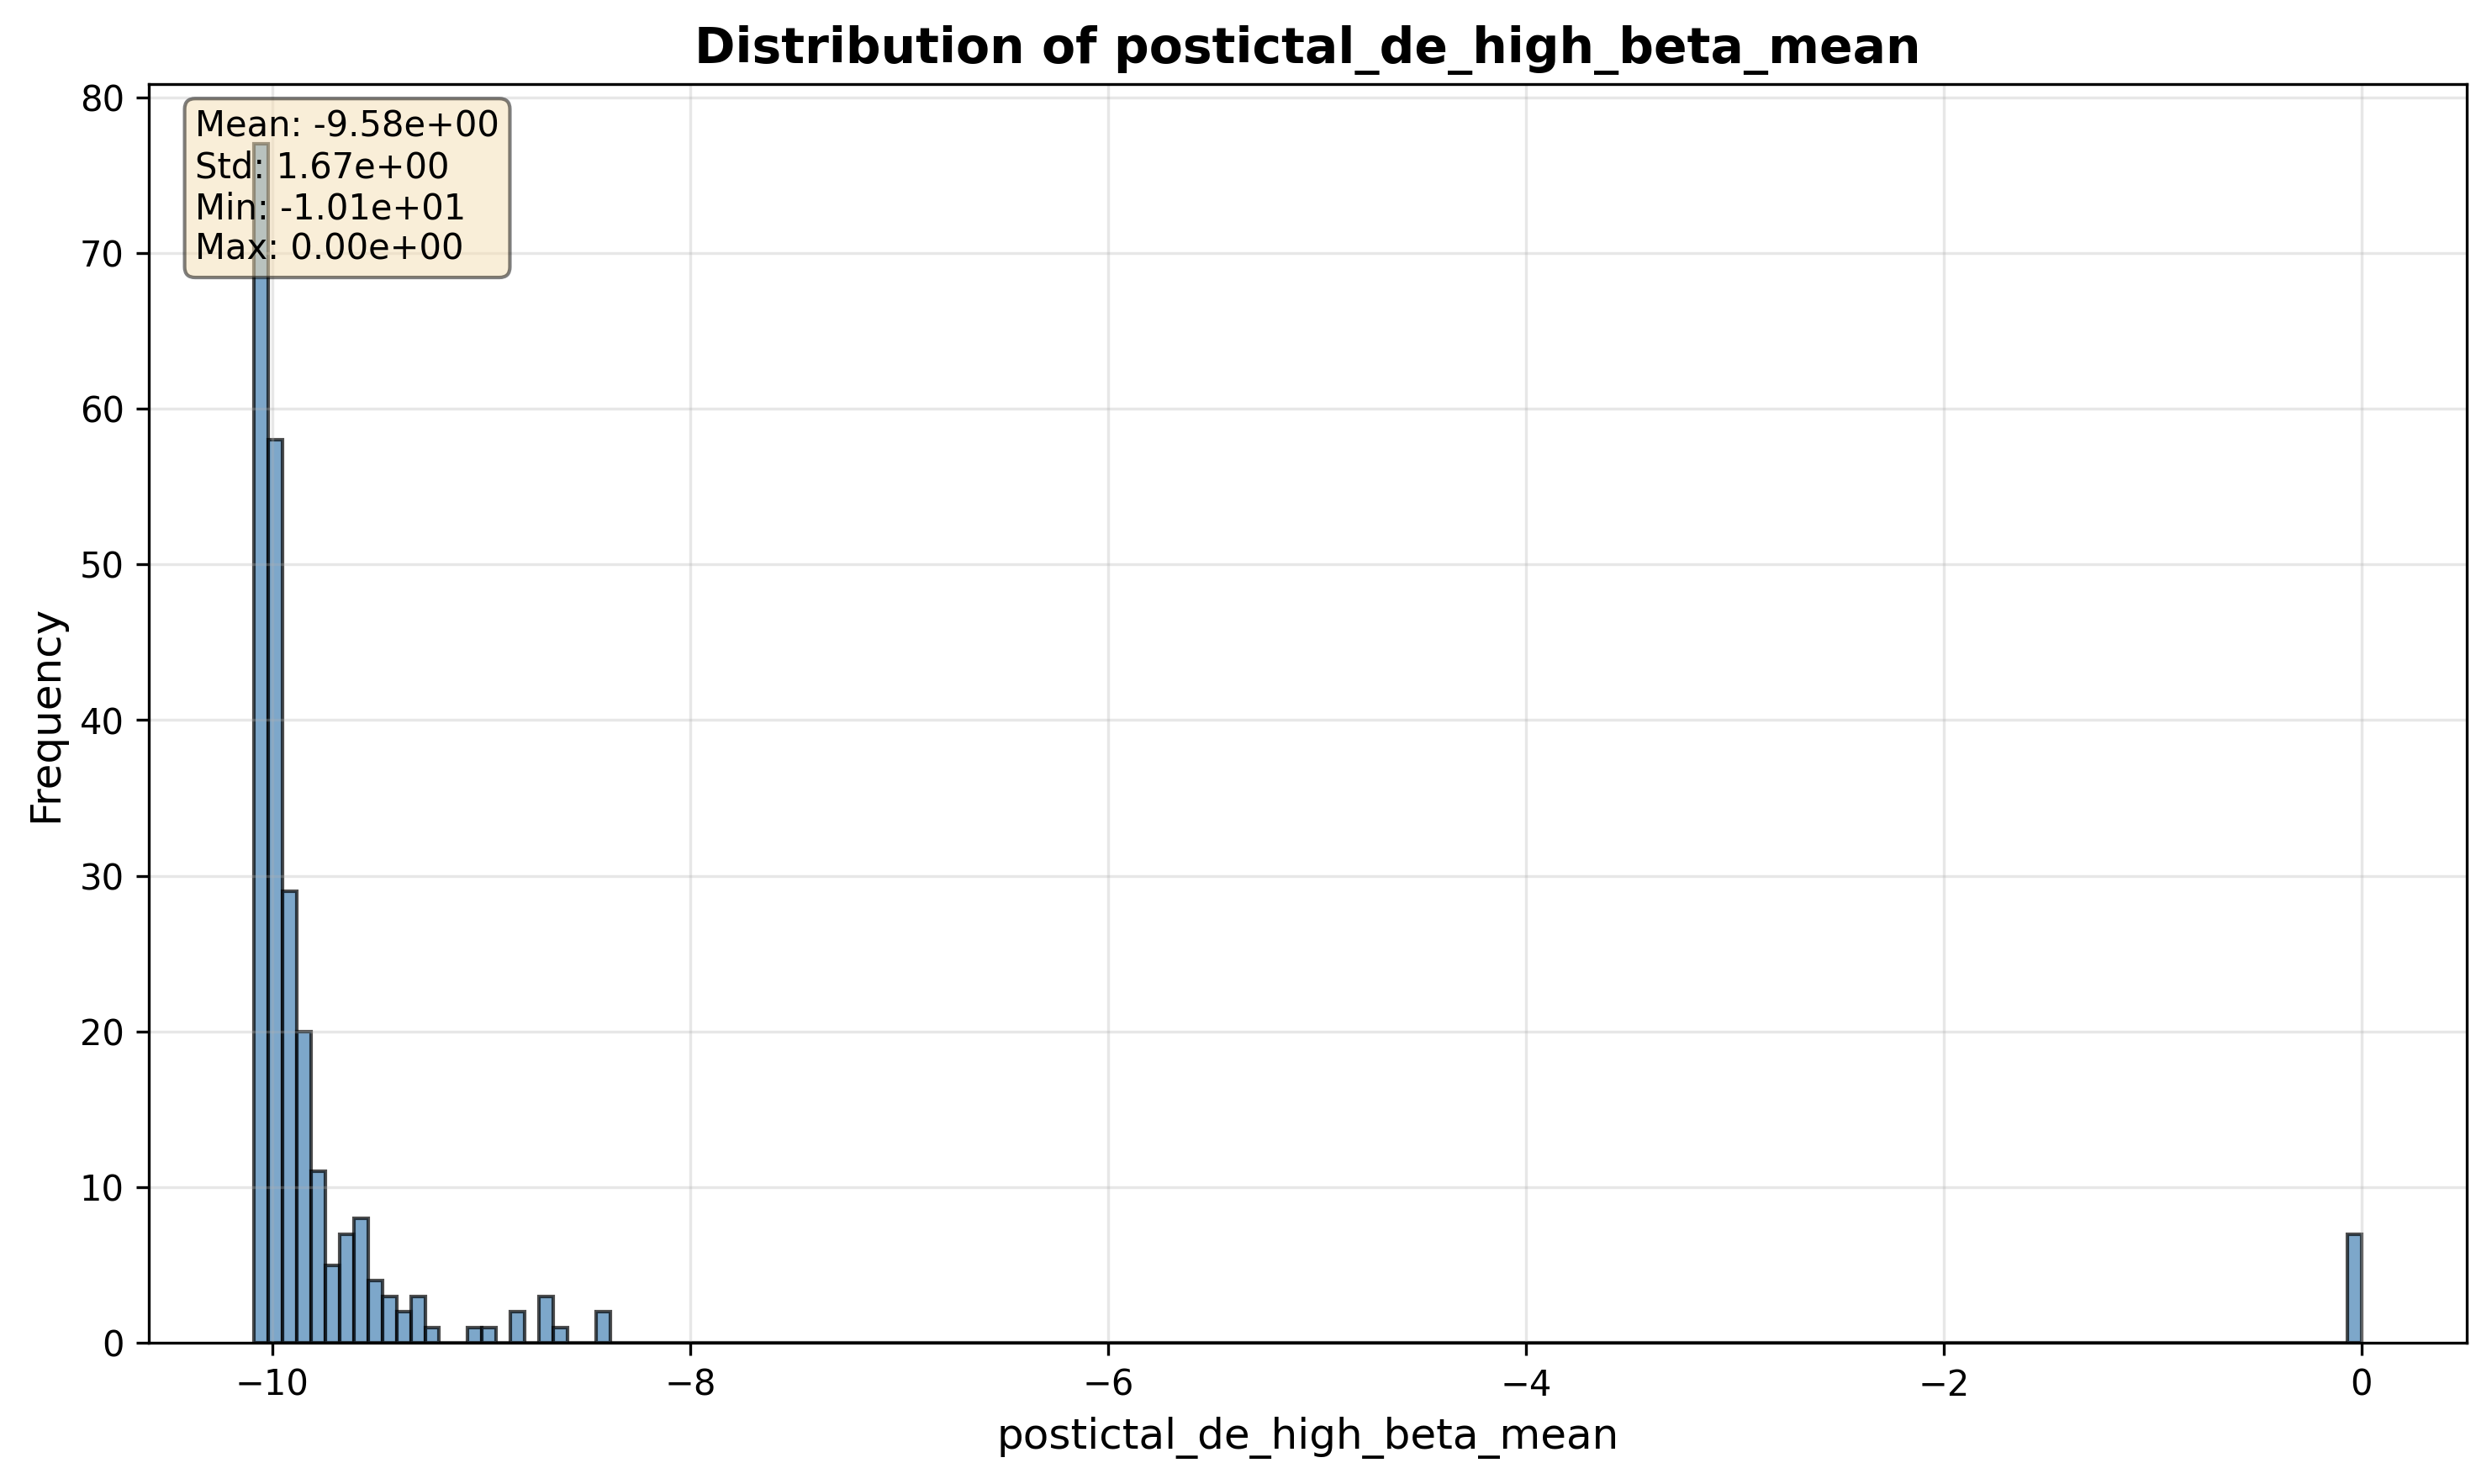 Distribution of postictal_de_high_beta_mean
Mean: -9.58e+00
Std: 1.67e+00
Min: -1.01e+01
Max: 0.00e+00
80
70
60
50
40
30
20
10
0
Frequency
−10
−8
−6
−4
−2
0
postictal_de_high_beta_mean